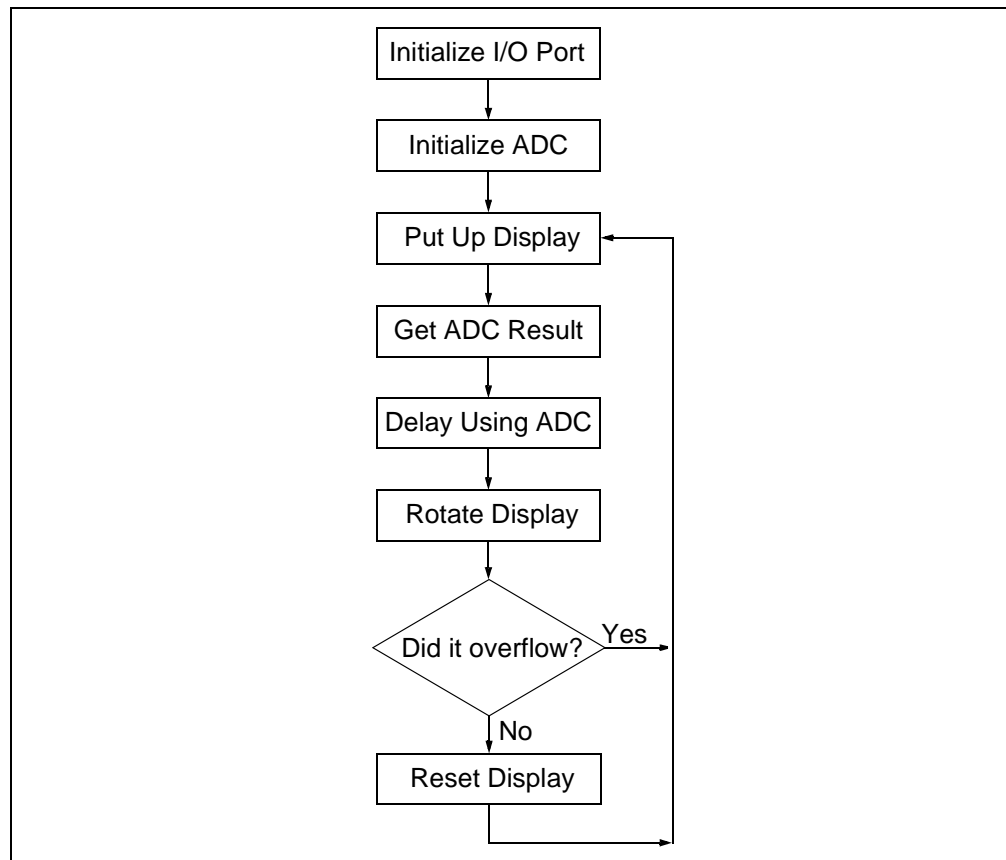 Initialize I/O Port
Initialize ADC
Put Up Display
Get ADC Result
Delay Using ADC
Rotate Display
Did it overflow?
Yes
No
Reset Display